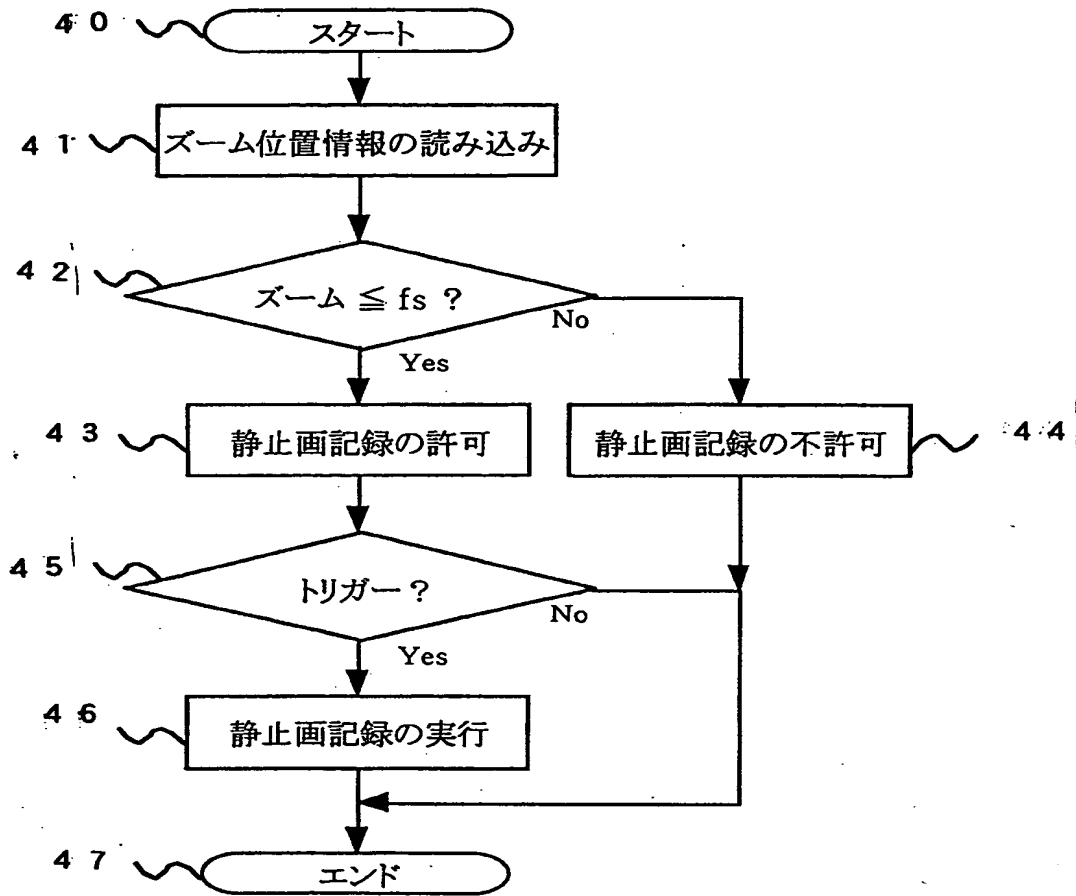 40 スタート
41 ズーム位置情報の読み込み
42 ズーム ≦ fs ?
No
Yes
43 静止画記録の許可
静止画記録の不許可 44
45 トリガー?
No
Yes
46 静止画記録の実行
47 エンド